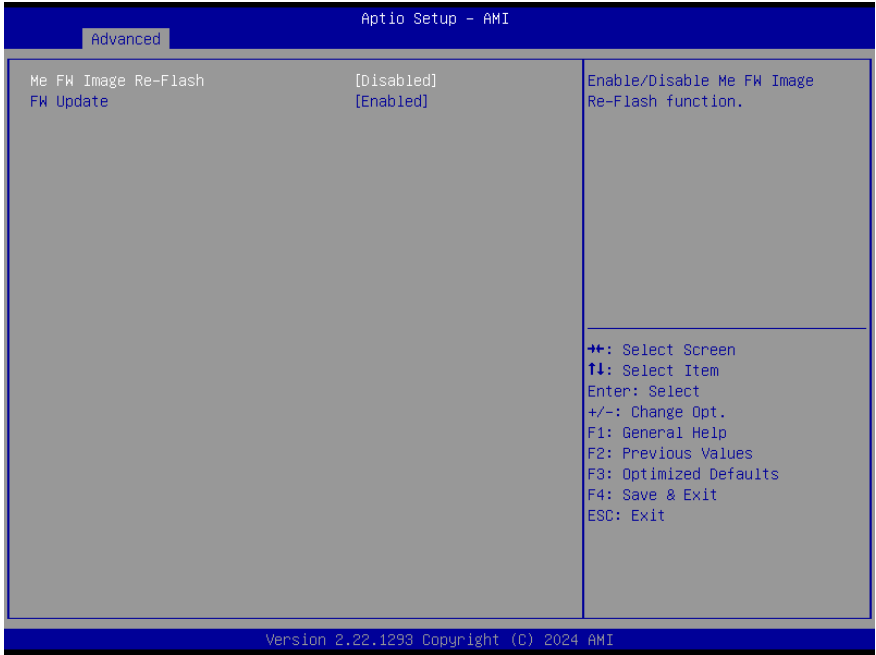 Aptio Setup – AMI
Advanced
Me FW Image Re–Flash [Disabled]
FW Update [Enabled]
Enable/Disable Me FW Image
Re–Flash function.
→←: Select Screen
↑↓: Select Item
Enter: Select
+/–: Change Opt.
F1: General Help
F2: Previous Values
F3: Optimized Defaults
F4: Save & Exit
ESC: Exit
Version 2.22.1293 Copyright (C) 2024 AMI